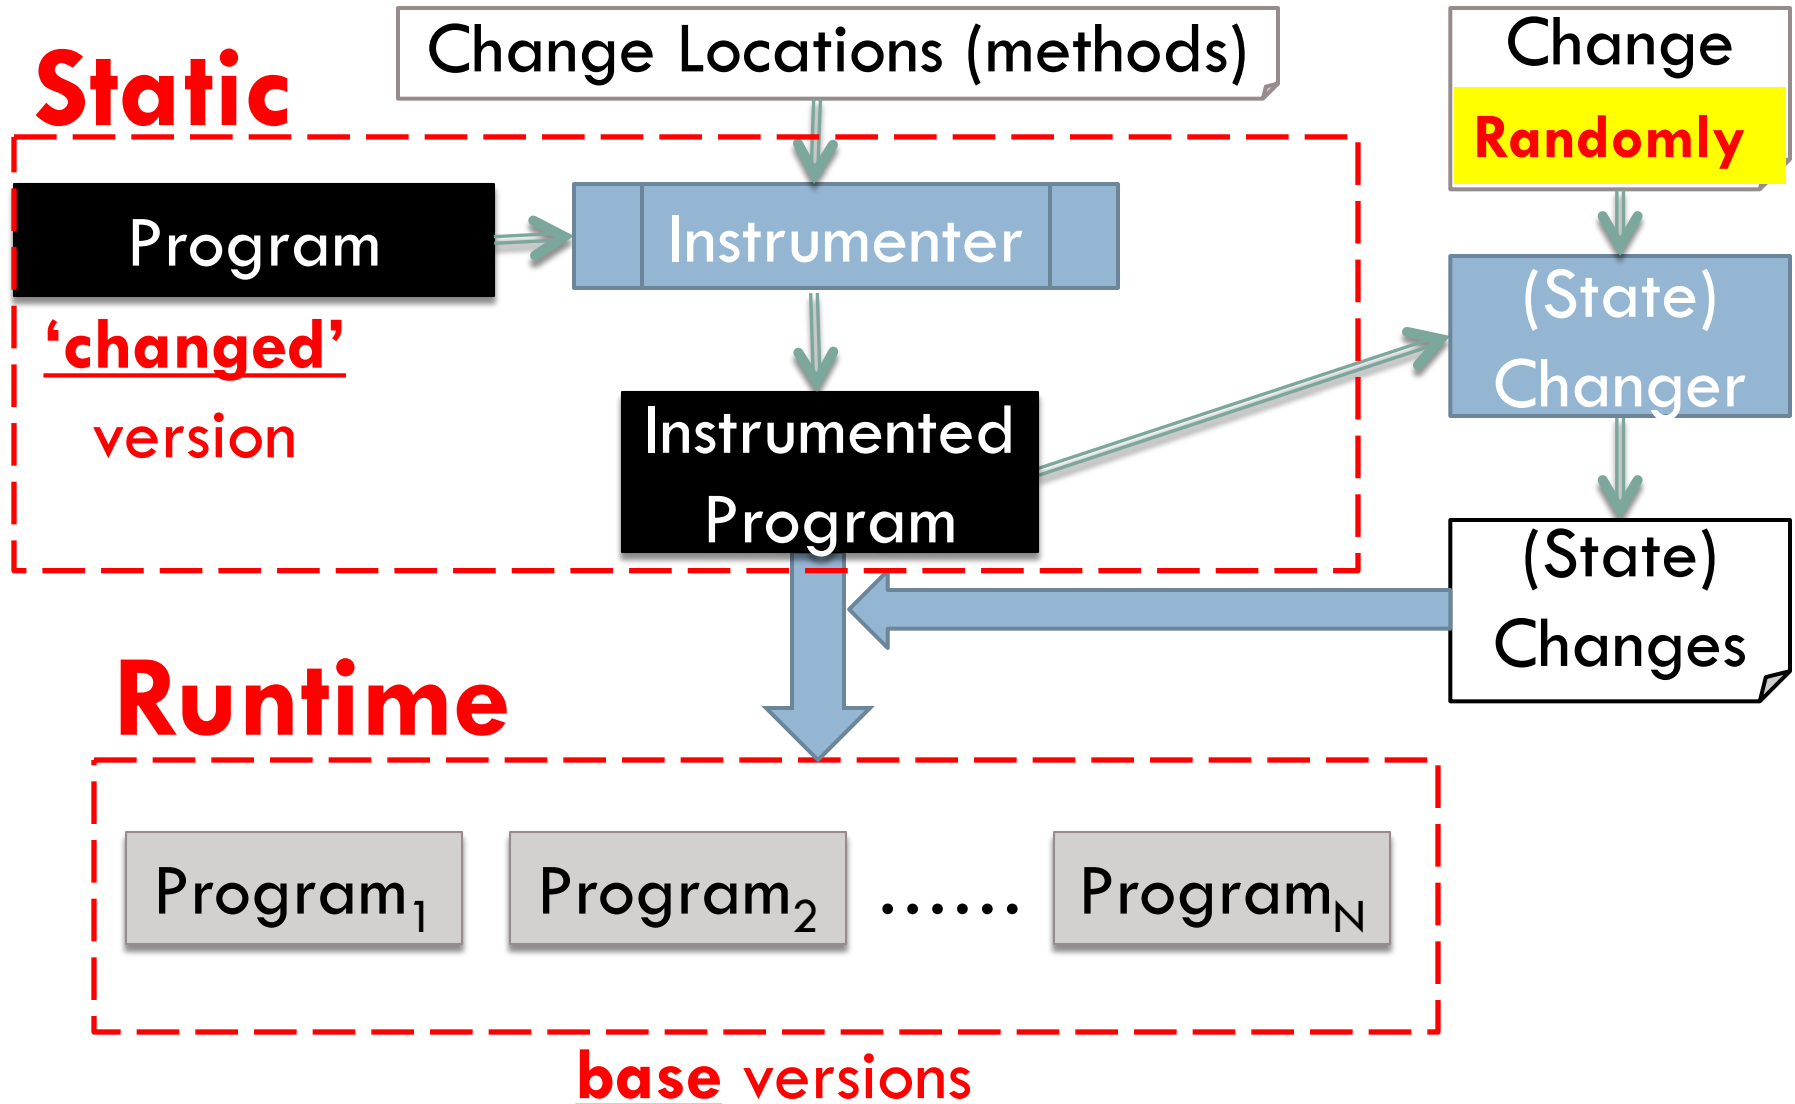 Change Locations (methods)
Change
Randomly
Static
Program
Instrumenter
(State)
Changer
‘changed’
version
Instrumented
Program
(State)
Changes
Runtime
Program1
Program2
......
ProgramN
base versions